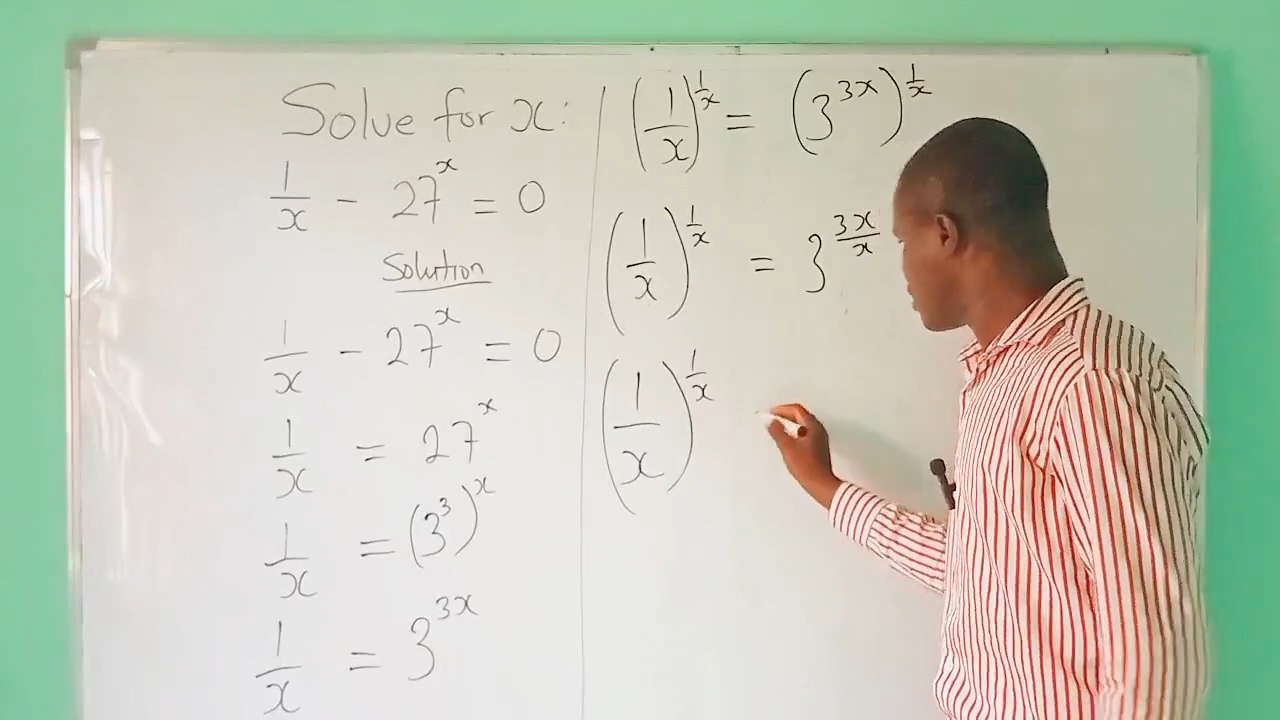 Solve for x:
1/x - 27^x = 0
Solution
1/x - 27^x = 0
1/x = 27^x
1/x = (3^3)^x
1/x = 3^(3x)
(1/x)^(1/x) = (3^(3x))^(1/x)
(1/x)^(1/x) = 3^(3x/x)
(1/x)^(1/x)